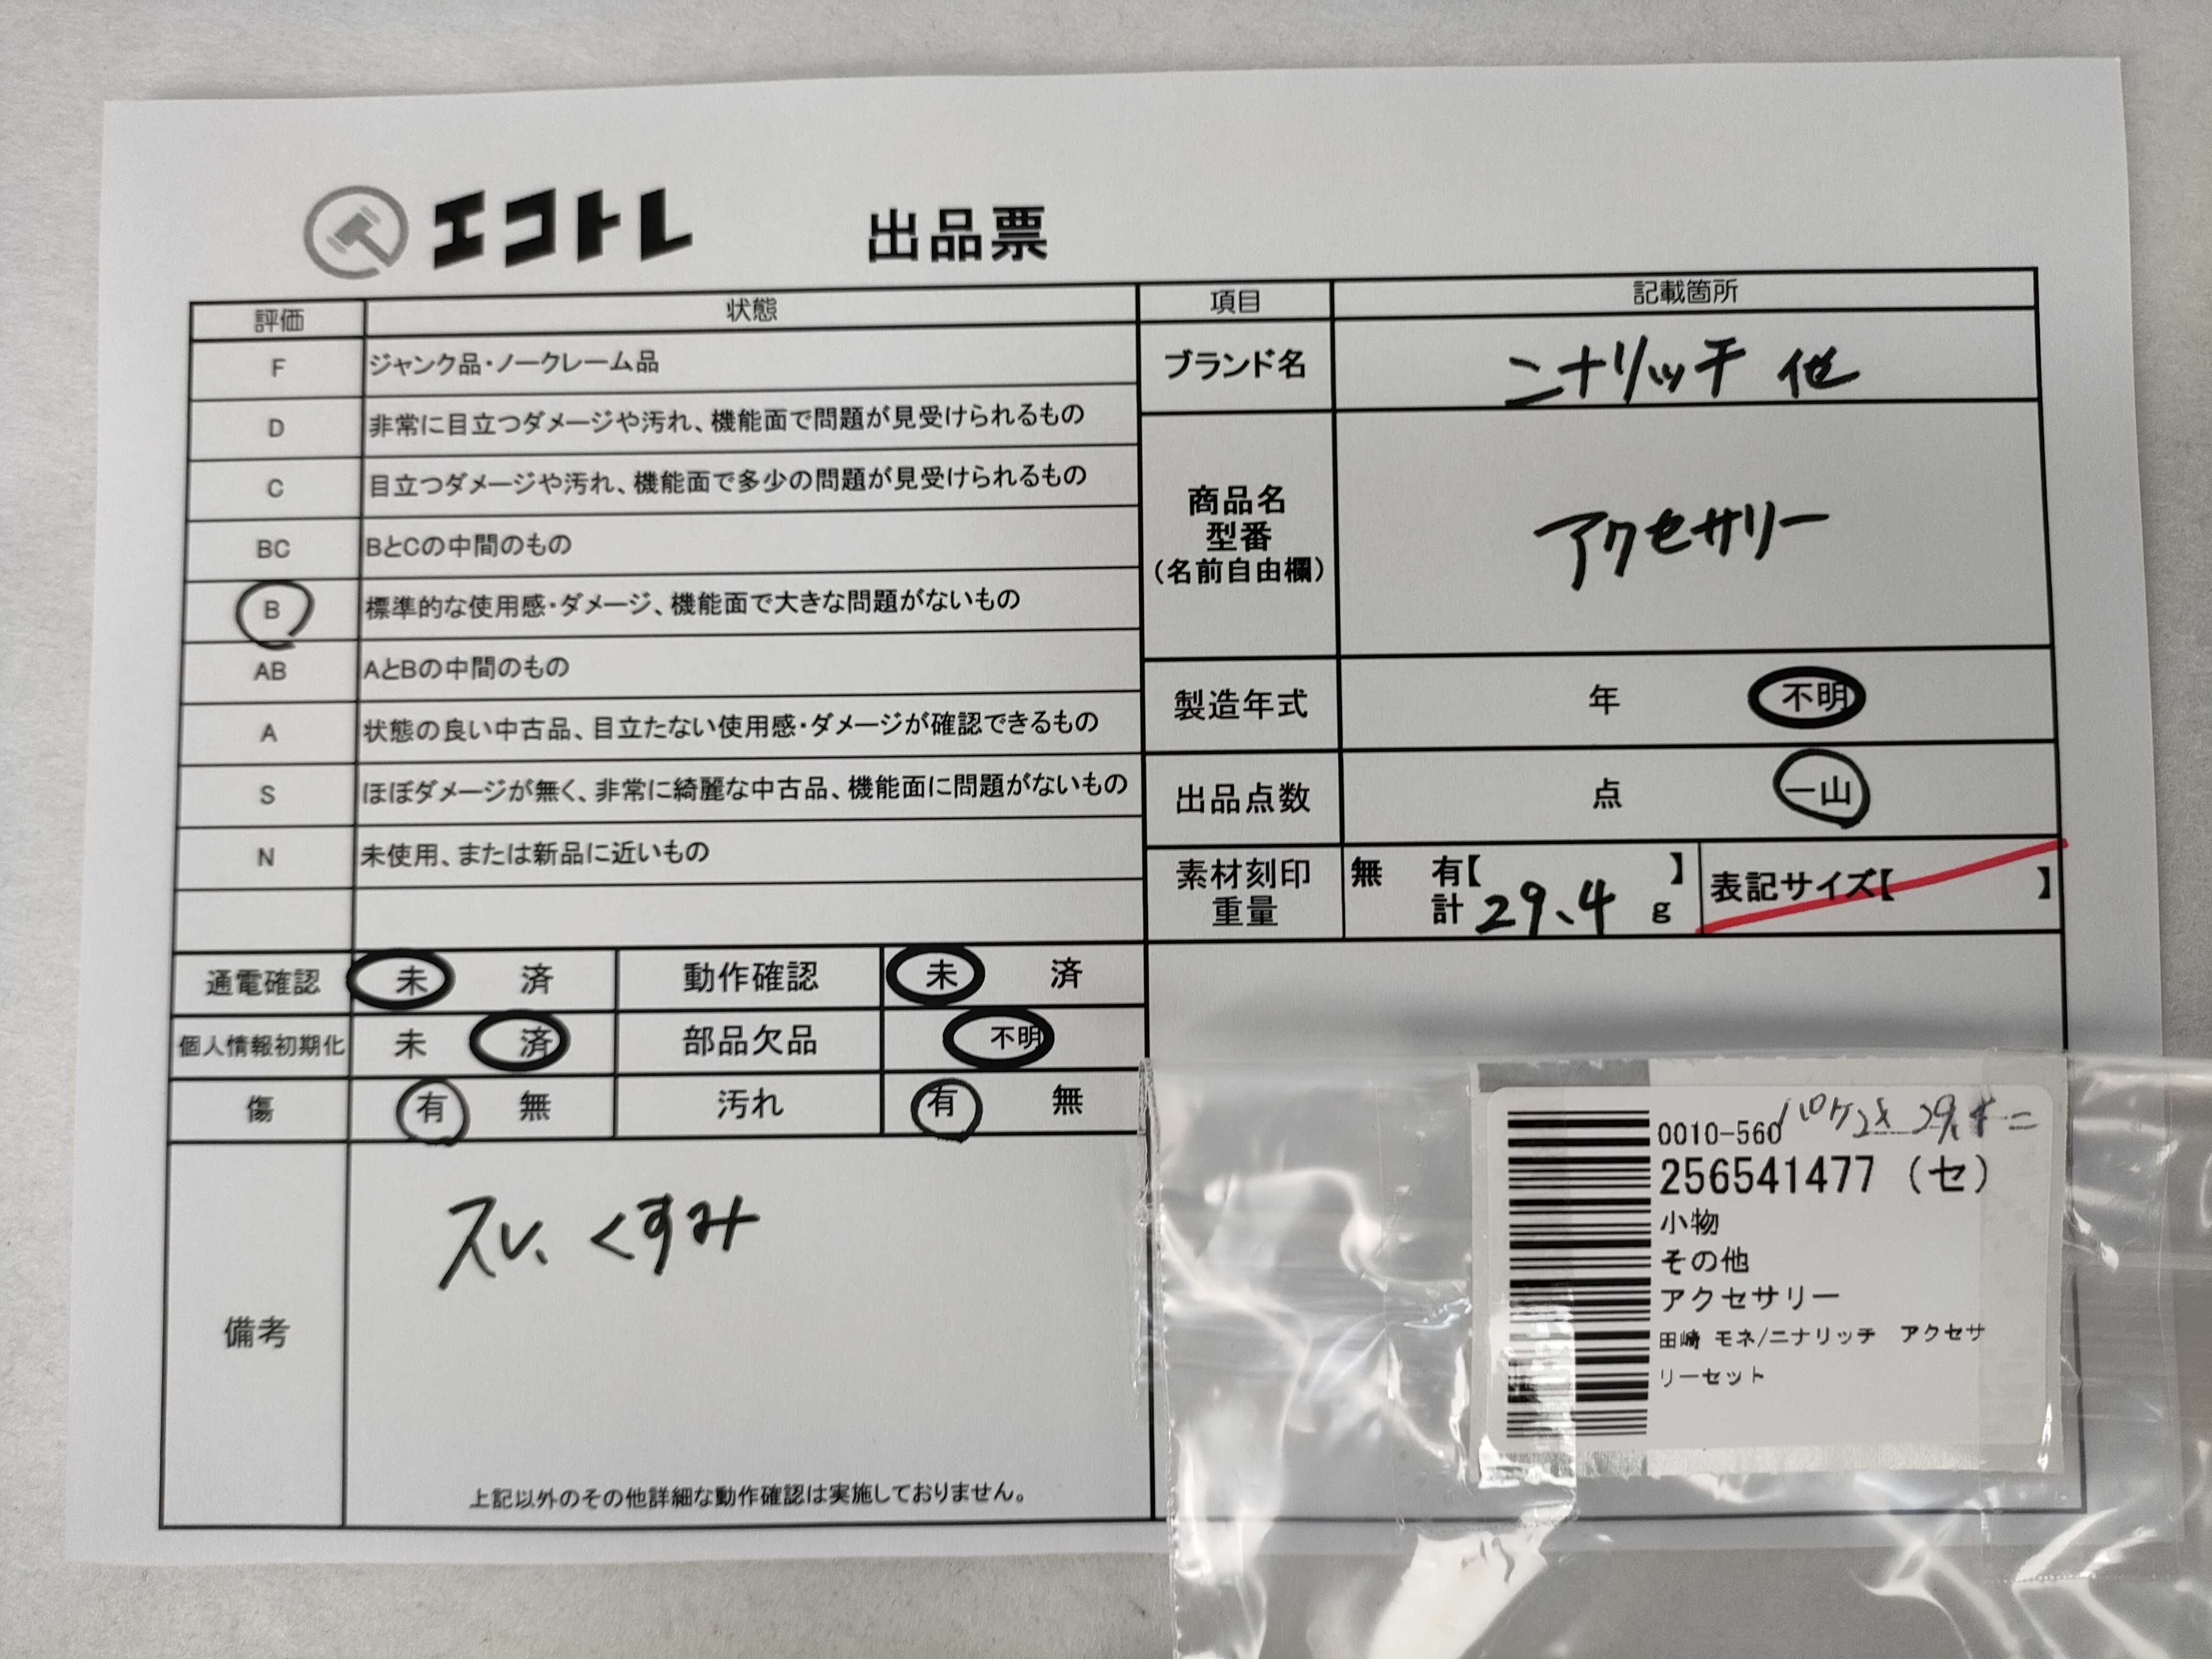 エコトレ 出品票
評価 状態
F ジャンク品・ノークレーム品
D 非常に目立つダメージや汚れ、機能面で問題が見受けられるもの
C 目立つダメージや汚れ、機能面で多少の問題が見受けられるもの
BC BとCの中間のもの
B 標準的な使用感・ダメージ、機能面で大きな問題がないもの
AB AとBの中間のもの
A 状態の良い中古品、目立たない使用感・ダメージが確認できるもの
S ほぼダメージが無く、非常に綺麗な中古品、機能面に問題がないもの
N 未使用、または新品に近いもの
通電確認 未 済 動作確認 未 済
個人情報初期化 未 済 部品欠品 不明
傷 有 無 汚れ 有 無
備考
スレ、くすみ
上記以外のその他詳細な動作確認は実施しておりません。
項目 記載箇所
ブランド名 ニナリッチ 他
商品名
型番
(名前自由欄)
アクセサリー
製造年式 年 不明
出品点数 点 一山
素材刻印 無 有【 】
重量 計 29.4 g
表記サイズ【 】
0010-560
256541477 (セ)
小物
その他
アクセサリー
田崎 モネ/ニナリッチ アクセサ
リーセット